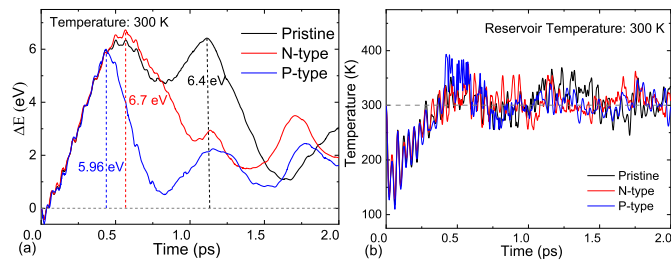 Temperature: 300 K
Pristine
N-type
P-type
6.4 eV
6.7 eV
5.96 eV
ΔE (eV)
6
4
2
0
0.0
0.5
1.0
1.5
2.0
(a)
Time (ps)
Reservoir Temperature: 300 K
Temperature (K)
400
300
200
100
Pristine
N-type
P-type
0.0
0.5
1.0
1.5
2.0
(b)
Time (ps)